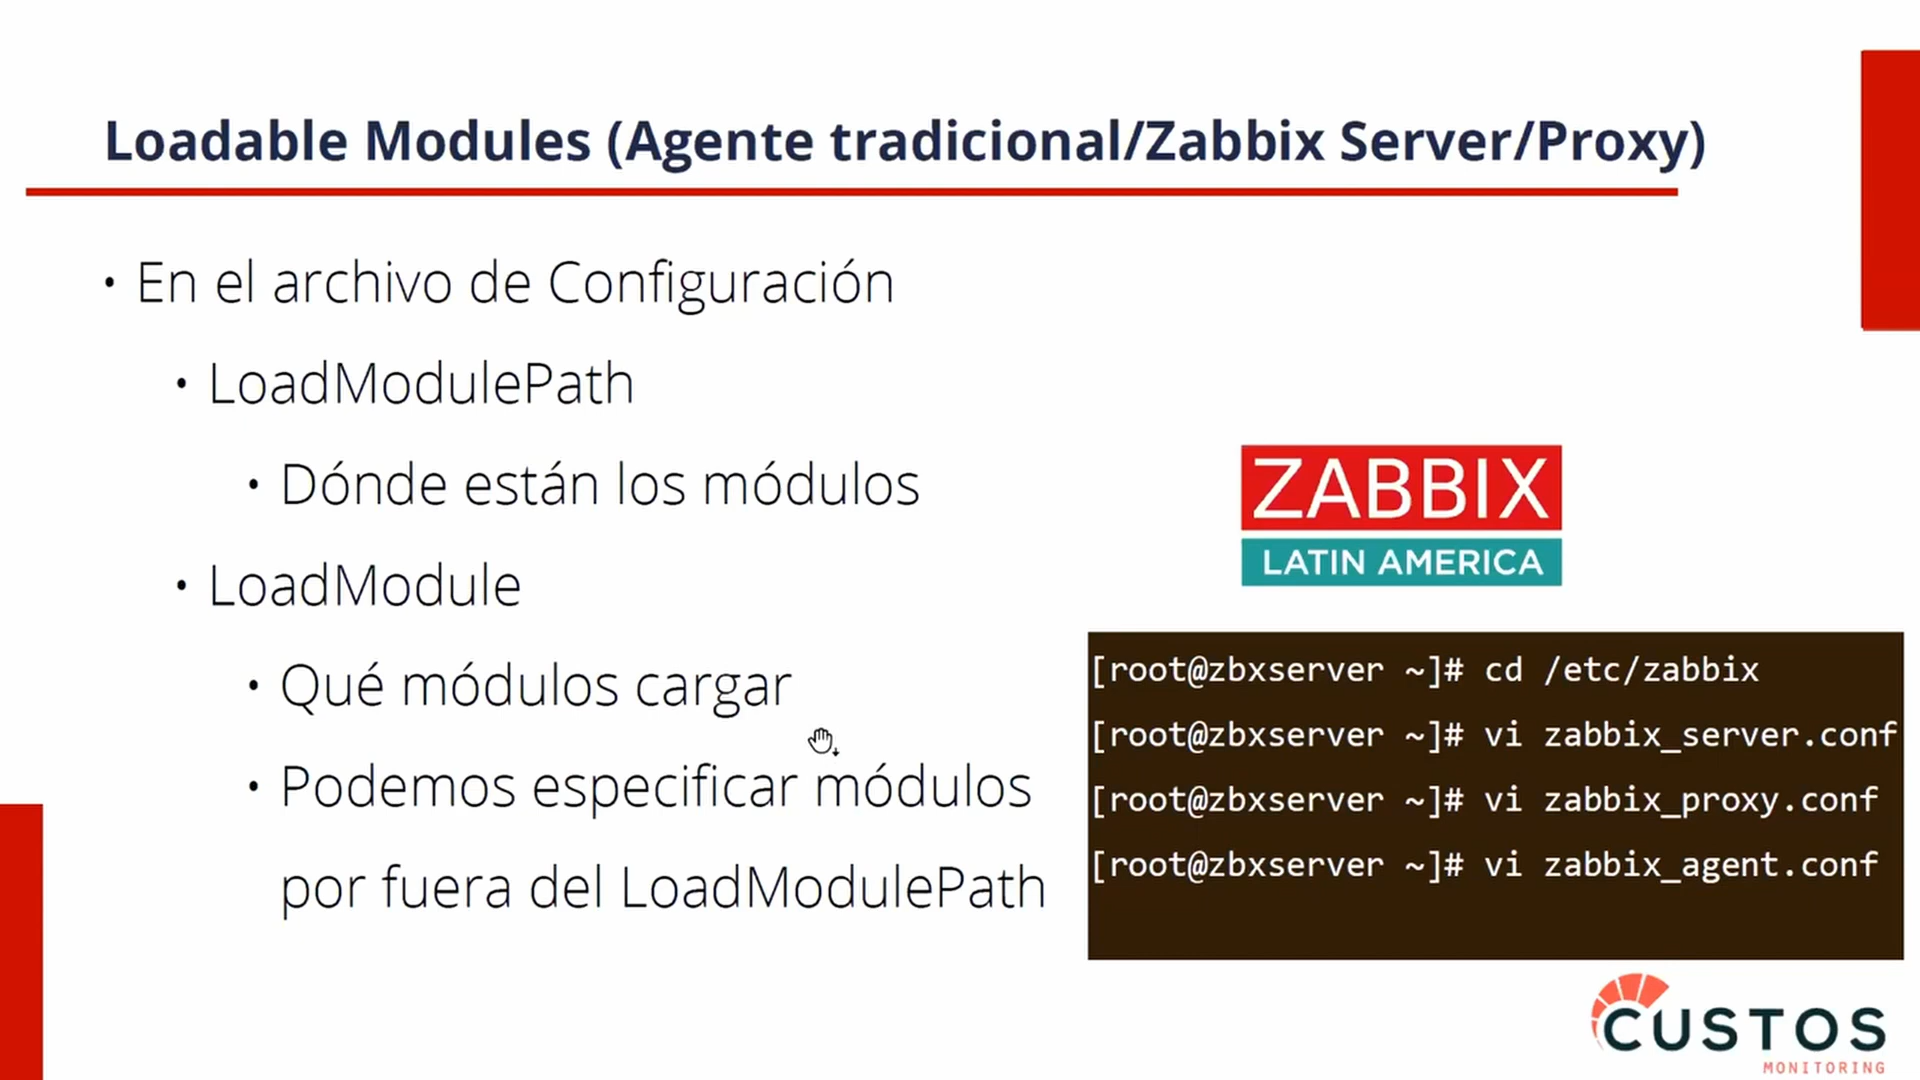 Loadable Modules (Agente tradicional/Zabbix Server/Proxy)
• En el archivo de Configuración
• LoadModulePath
• Dónde están los módulos
• LoadModule
• Qué módulos cargar
• Podemos especificar módulos
por fuera del LoadModulePath
ZABBIX
LATIN AMERICA
[root@zbxserver ~]# cd /etc/zabbix
[root@zbxserver ~]# vi zabbix_server.conf
[root@zbxserver ~]# vi zabbix_proxy.conf
[root@zbxserver ~]# vi zabbix_agent.conf
CUSTOS
MONITORING